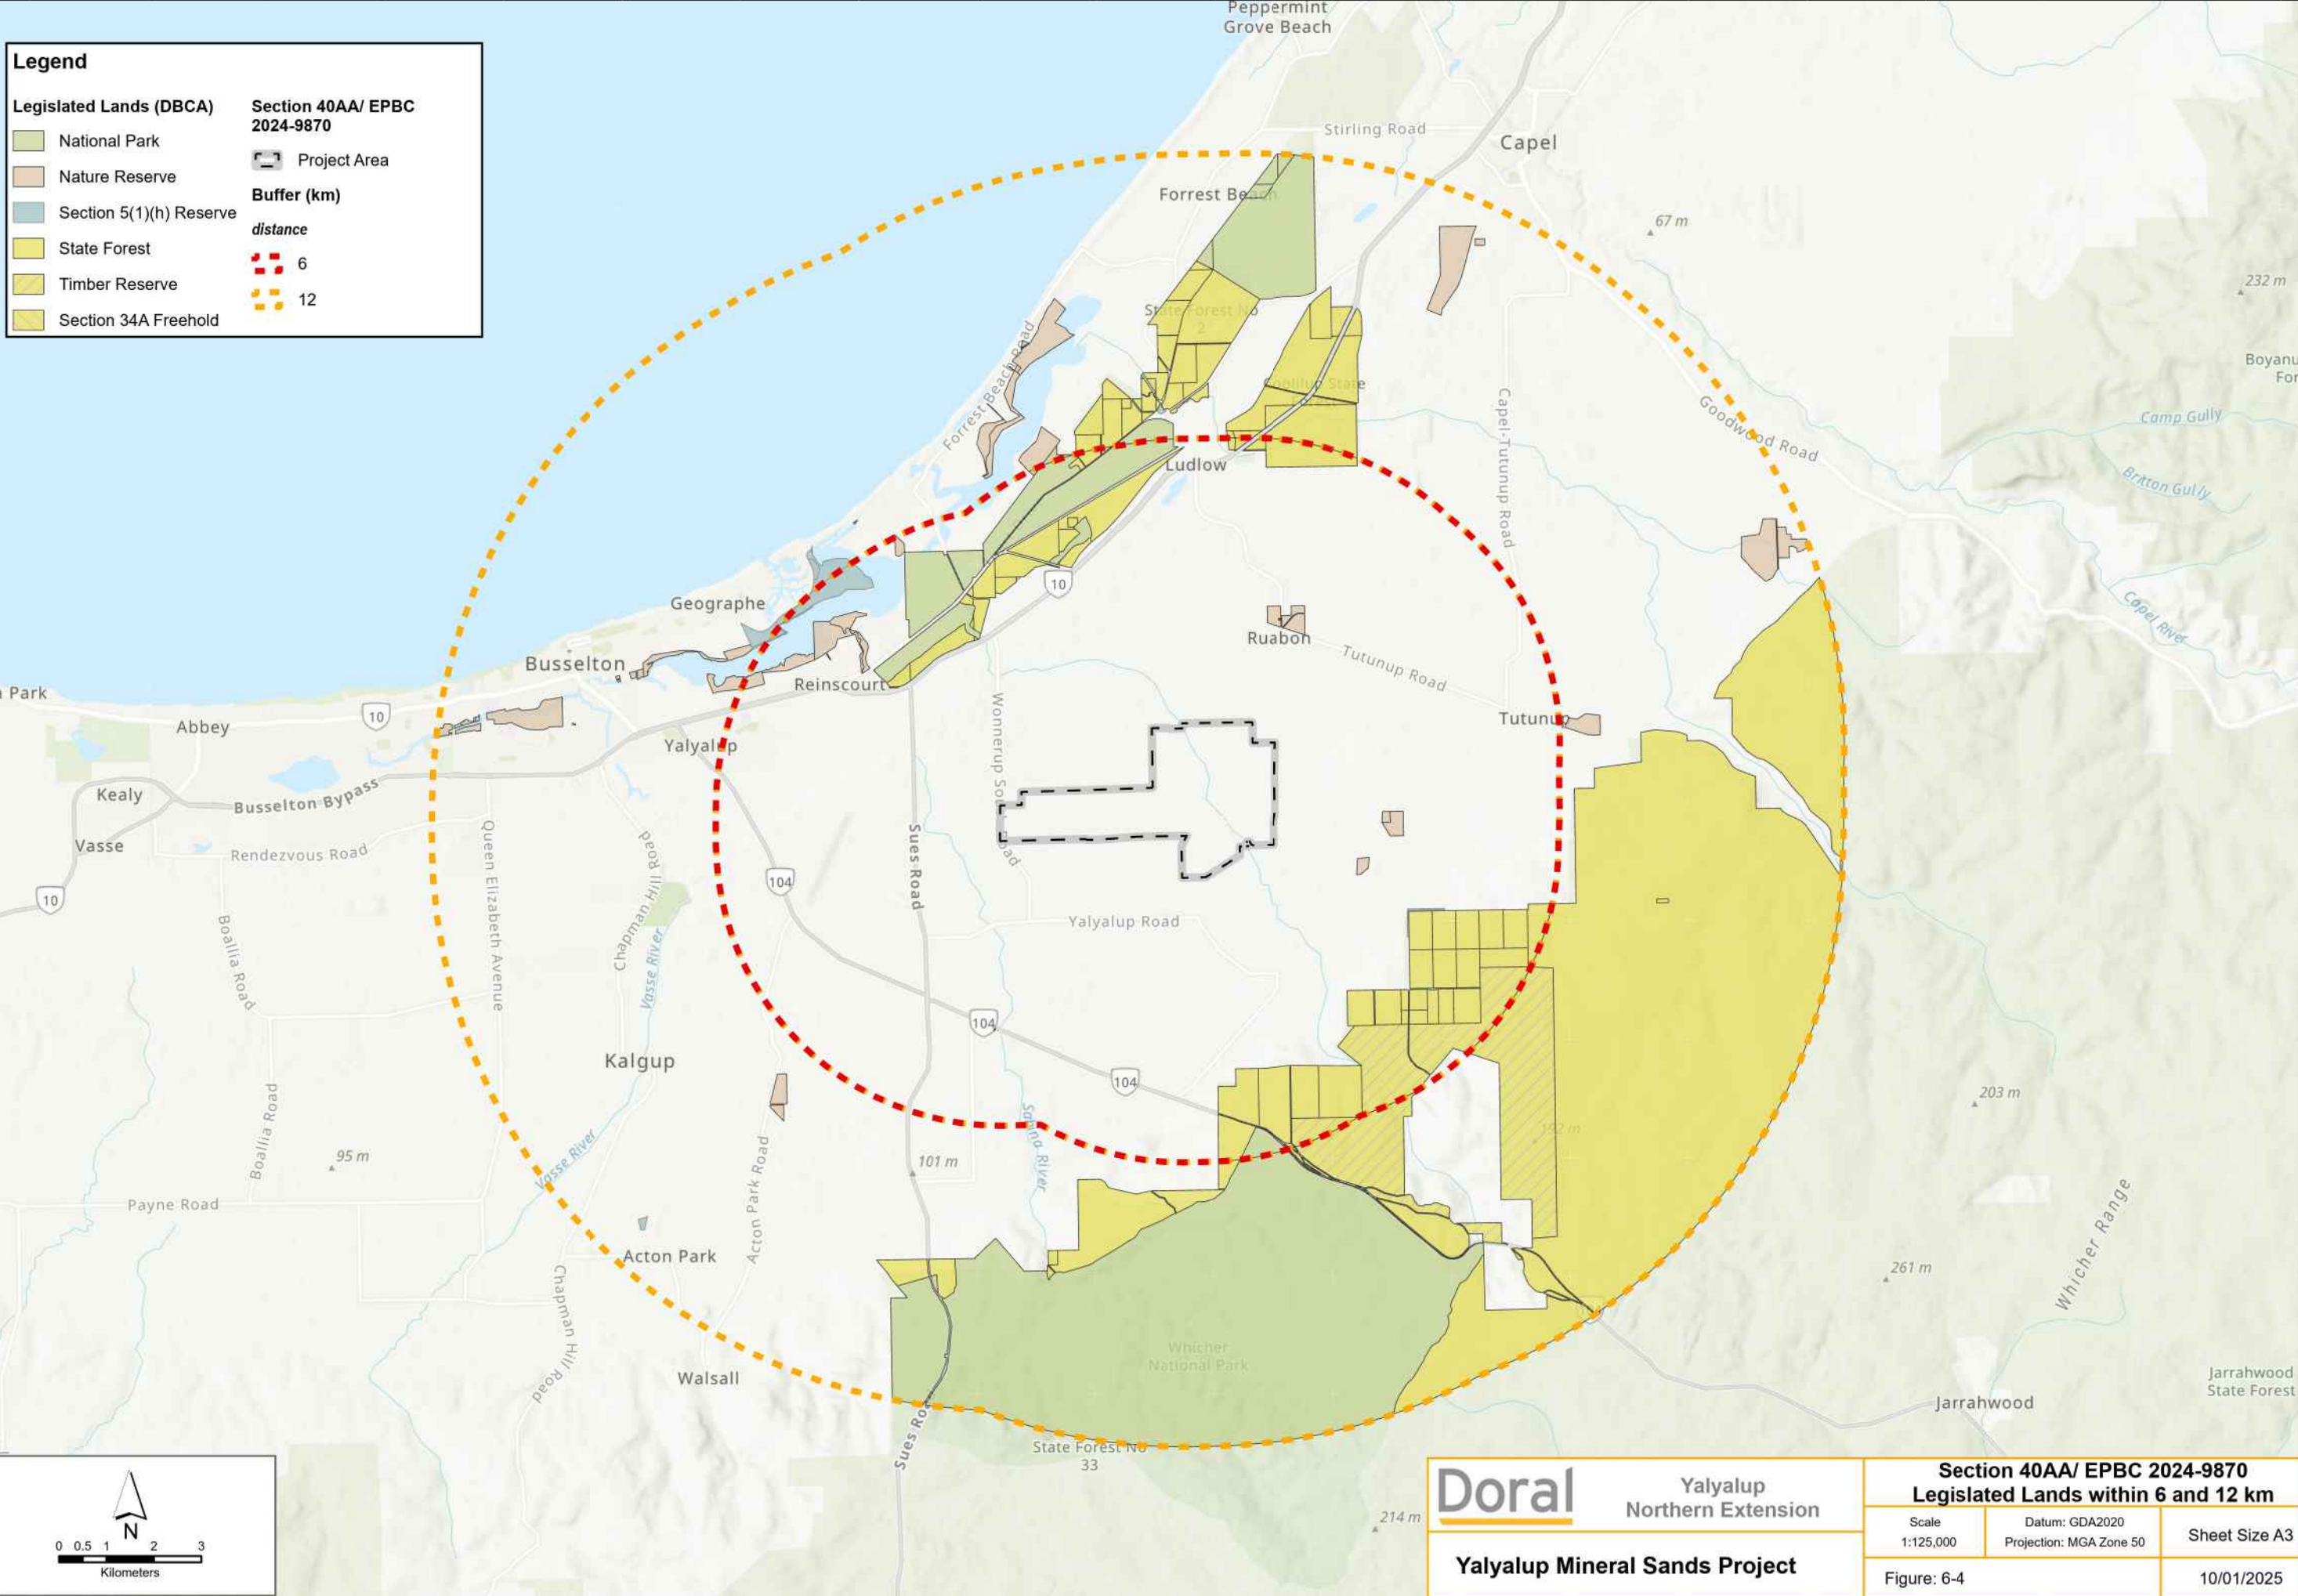 Peppermint
Grove Beach
Legend
Legislated Lands (DBCA)
National Park
Nature Reserve
Section 5(1)(h) Reserve
State Forest
Timber Reserve
Section 34A Freehold
Section 40AA/ EPBC
2024-9870
Project Area
Buffer (km)
distance
6
12
Stirling Road
Capel
Forrest Beach
67 m
232 m
State Forest No
2
Forrest Beach Road
Capel-Tutunup Road
Goodwood Road
Camp Gully
Britton Gully
Ludlow
10
Geographe
Capel River
Ruabon
Tutunup Road
Busselton
Reinscourt
Park
10
Abbey
Yalyalup
Tutunup
Kealy
Busselton Bypass
Vasse
Rendezvous Road
Queen Elizabeth Avenue
Chapman Hill Road
Sues Road
104
10
Boallia Road
Vasse River
Yalyalup Road
104
Kalgup
104
203 m
Boallia Road
Sabina River
192 m
Vasse River
95 m
101 m
Acton Park Road
Payne Road
Whicher Range
Acton Park
261 m
Chapman Hill Road
Whicher
National Park
Walsall
Jarrahwood
State Forest
Jarrahwood
Sues Ro
State Forest No
33
214 m
N
0 0.5 1 2 3
Kilometers
Doral
Yalyalup
Northern Extension
Yalyalup Mineral Sands Project
Section 40AA/ EPBC 2024-9870
Legislated Lands within 6 and 12 km
Scale
1:125,000
Datum: GDA2020
Projection: MGA Zone 50
Sheet Size A3
Figure: 6-4
10/01/2025